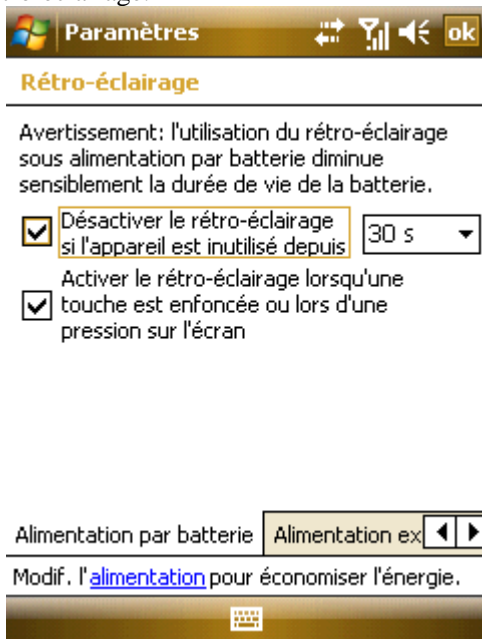 Paramètres
ok
Rétro-éclairage
Avertissement: l'utilisation du rétro-éclairage
sous alimentation par batterie diminue
sensiblement la durée de vie de la batterie.
Désactiver le rétro-éclairage
si l'appareil est inutilisé depuis
30 s
Activer le rétro-éclairage lorsqu'une
touche est enfoncée ou lors d'une
pression sur l'écran
Alimentation par batterie
Alimentation ex
Modif. l'alimentation pour économiser l'énergie.